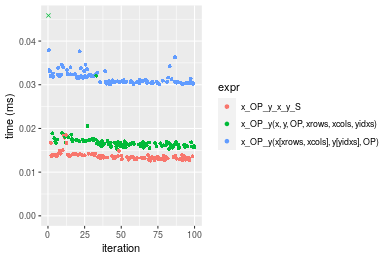 0.04
0.03
0.02
0.01
0.00
time (ms)
0
25
50
75
100
iteration
expr
x_OP_y_x_y_S
x_OP_y(x, y, OP, xrows, xcols, yidxs)
x_OP_y(x[xrows, xcols], y[yidxs], OP)